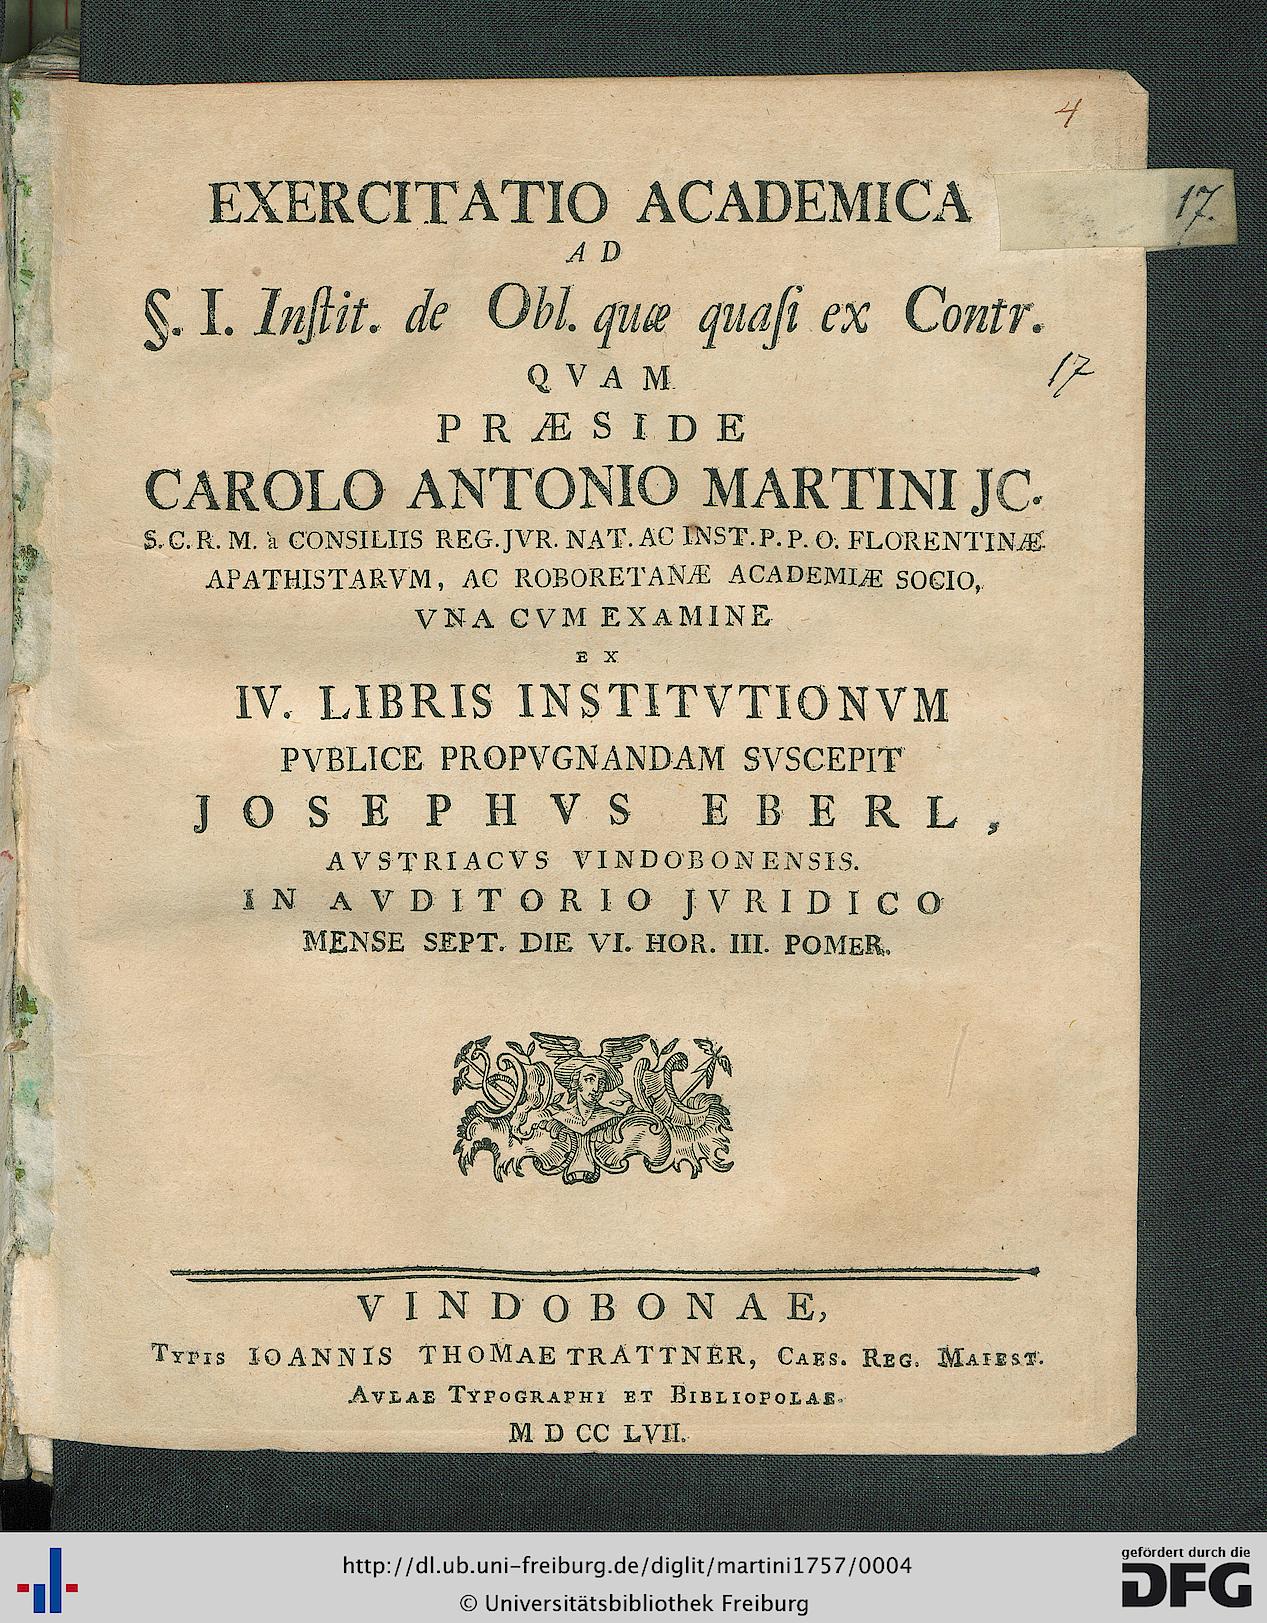 4
EXERCITATIO ACADEMICA
17.
AD
§. I. Inſtit. de Obl. quæ quaſi ex Contr.
QVAM
17
PRÆSIDE
CAROLO ANTONIO MARTINI JC.
S. C. R. M. à CONSILIIS REG. JVR. NAT. AC INST. P. P. O. FLORENTINÆ
APATHISTARVM, AC ROBORETANÆ ACADEMIÆ SOCIO,
VNA CVM EXAMINE
EX
IV. LIBRIS INSTITVTIONVM
PVBLICE PROPVGNANDAM SVSCEPIT
JOSEPHVS EBERL,
AVSTRIACVS VINDOBONENSIS.
IN AVDITORIO JVRIDICO
MENSE SEPT. DIE VI. HOR. III. POMER.
VINDOBONAE,
TYPIS IOANNIS THOMAE TRATTNER, CAES. REG. MAIEST.
AVLAE TYPOGRAPHI ET BIBLIOPOLAE.
MDCCLVII.
http://dl.ub.uni-freiburg.de/diglit/martini1757/0004
© Universitätsbibliothek Freiburg
gefördert durch die
DFG